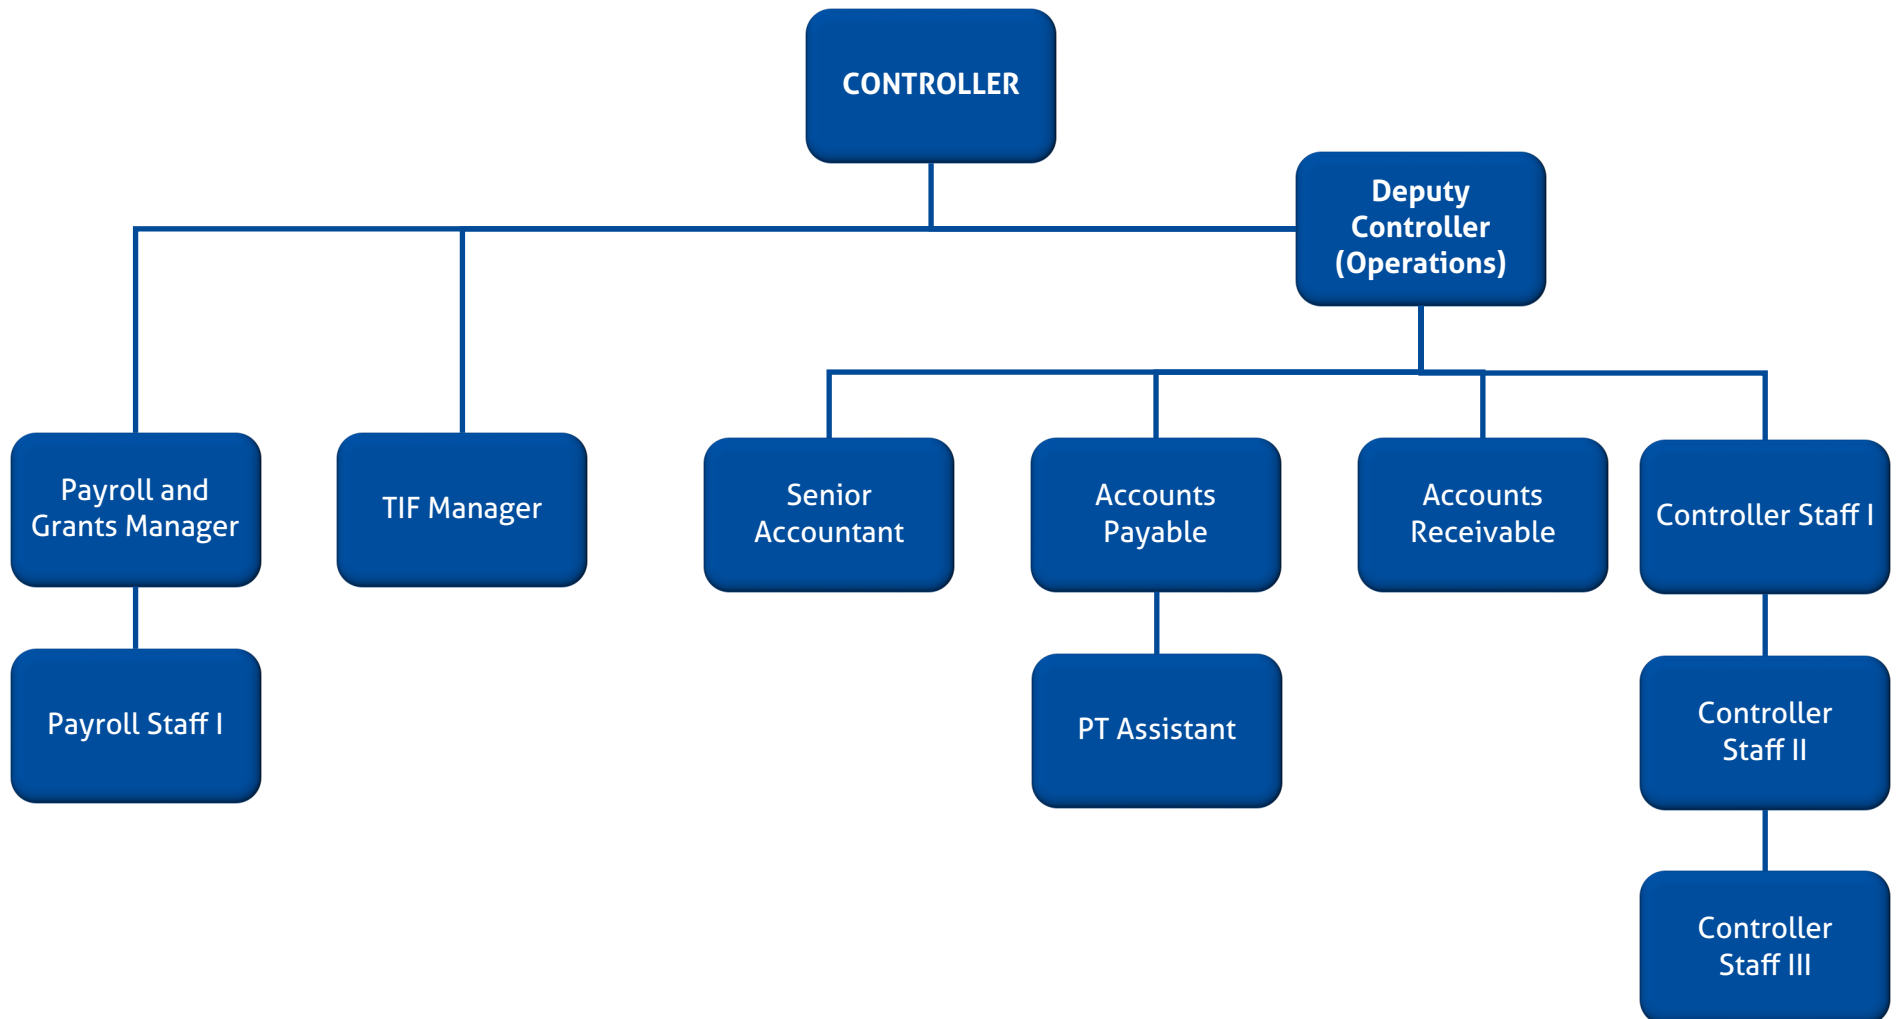 CONTROLLER
Deputy
Controller
(Operations)
Payroll and
Grants Manager
TIF Manager
Senior
Accountant
Accounts
Payable
Accounts
Receivable
Controller Staff I
Payroll Staff I
PT Assistant
Controller
Staff II
Controller
Staff III